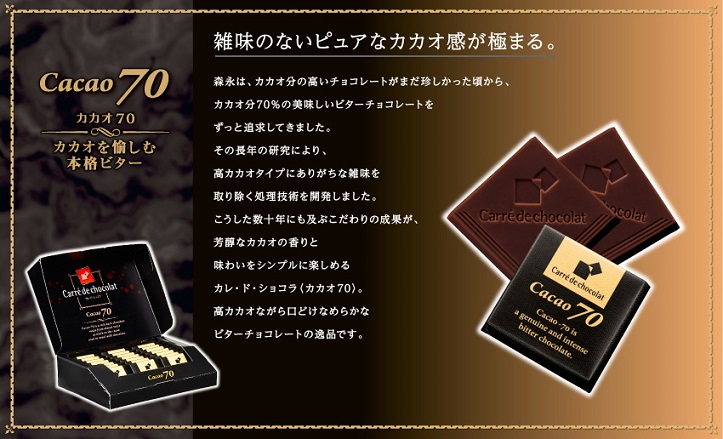 雑味のないピュアなカカオ感が極まる。
Cacao 70
カカオ70
カカオを愉しむ
本格ビター
森永は、カカオ分の高いチョコレートがまだ珍しかった頃から、
カカオ分70%の美味しいビターチョコレートを
ずっと追求してきました。
その長年の研究により、
高カカオタイプにありがちな雑味を
取り除く処理技術を開発しました。
こうした数十年にも及ぶこだわりの成果が、
芳醇なカカオの香りと
味わいをシンプルに楽しめる
カレ・ド・ショコラ〈カカオ70〉。
高カカオながら口どけなめらかな
ビターチョコレートの逸品です。
Carré de chocolat
Cacao 70
Cacao 70
Carré de chocolat
colat
Carré de chocolat
Cacao 70
Cacao -70 is
a genuine and intense
bitter chocolate.